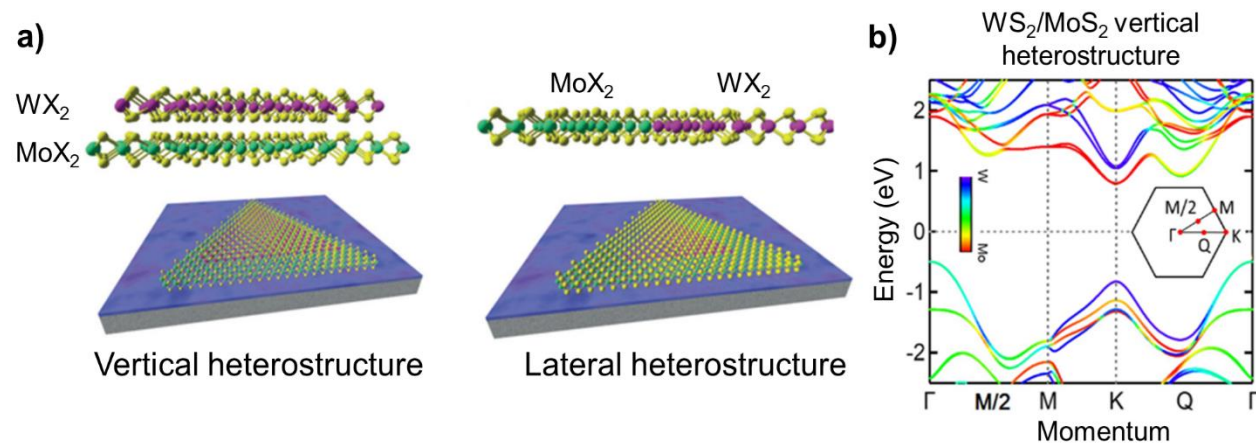 a)
WX₂
MoX₂
MoX₂ WX₂
Vertical heterostructure
Lateral heterostructure
b)
WS₂/MoS₂ vertical
heterostructure
Energy (eV)
2
1
0
-1
-2
W
Mo
M/2
M
Γ
Q
K
Γ M/2 M K Q Γ
Momentum